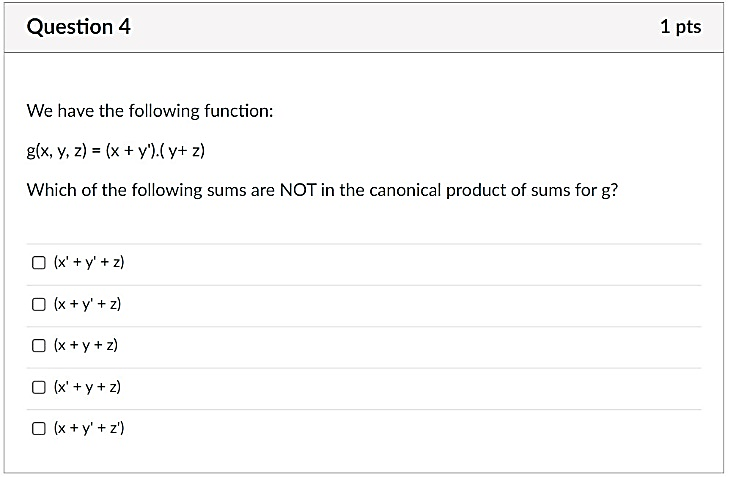 Question 4
1 pts
We have the following function:
g(x, y, z) = (x + y').( y+ z)
Which of the following sums are NOT in the canonical product of sums for g?
(x' + y' + z)
(x + y' + z)
(x + y + z)
(x' + y + z)
(x + y' + z')